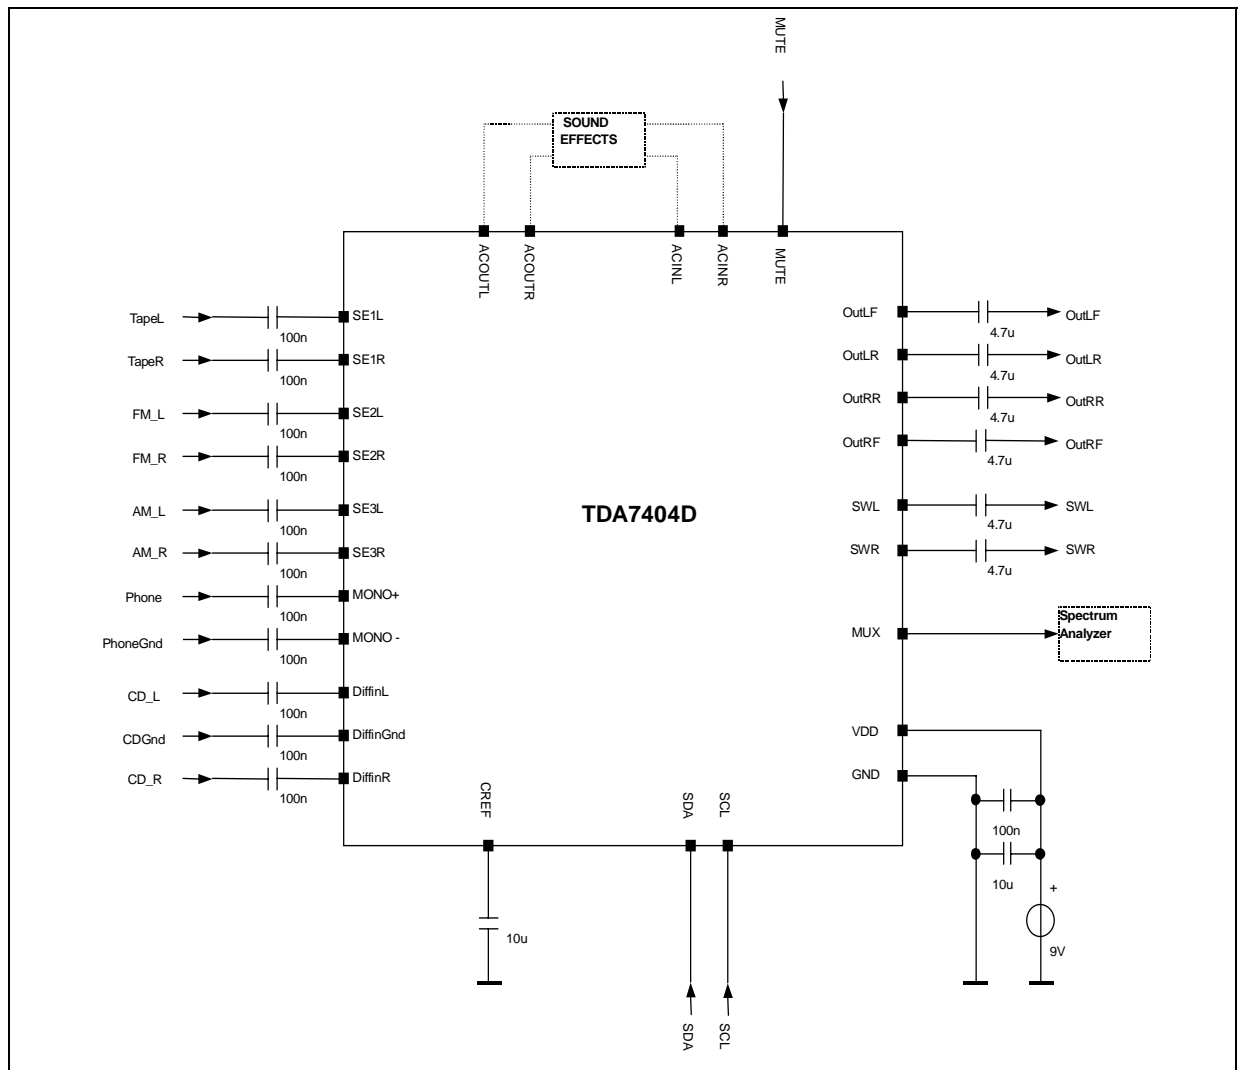 MUTE
SOUND
EFFECTS
ACOUTL
ACOUTR
ACINL
ACINR
MUTE
TapeL
100n
SE1L
TapeR
100n
SE1R
FM_L
100n
SE2L
FM_R
100n
SE2R
AM_L
100n
SE3L
AM_R
100n
SE3R
Phone
100n
MONO+
PhoneGnd
100n
MONO -
CD_L
100n
DiffinL
CDGnd
100n
DiffinGnd
CD_R
100n
DiffinR
TDA7404D
OutLF
4.7u
OutLF
OutLR
4.7u
OutLR
OutRR
4.7u
OutRR
OutRF
4.7u
OutRF
SWL
4.7u
SWL
SWR
4.7u
SWR
MUX
Spectrum
Analyzer
VDD
GND
100n
10u
+
9V
CREF
10u
SDA
SCL
SDA
SCL